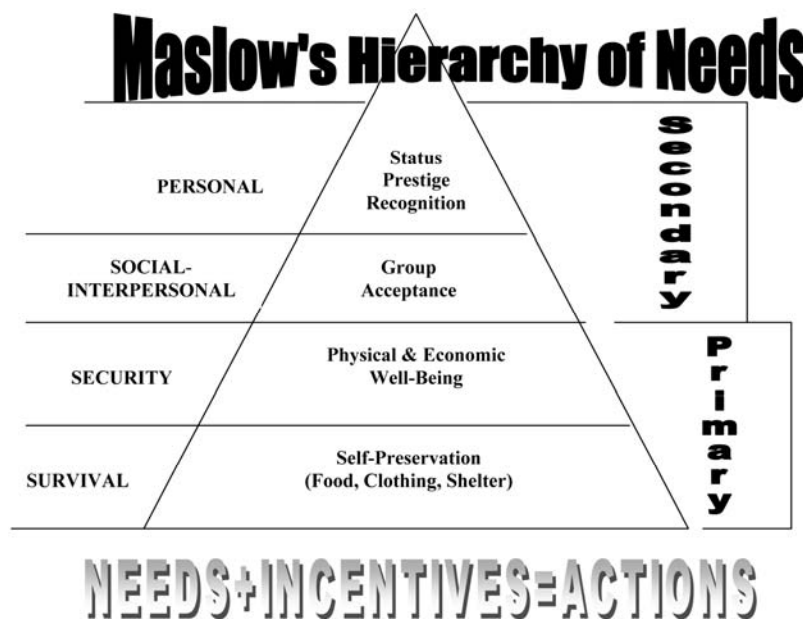 Maslow's Hierarchy of Needs
PERSONAL
Status
Prestige
Recognition
Secondary
SOCIAL-
INTERPERSONAL
Group
Acceptance
SECURITY
Physical & Economic
Well-Being
Primary
SURVIVAL
Self-Preservation
(Food, Clothing, Shelter)
NEEDS+INCENTIVES=ACTIONS